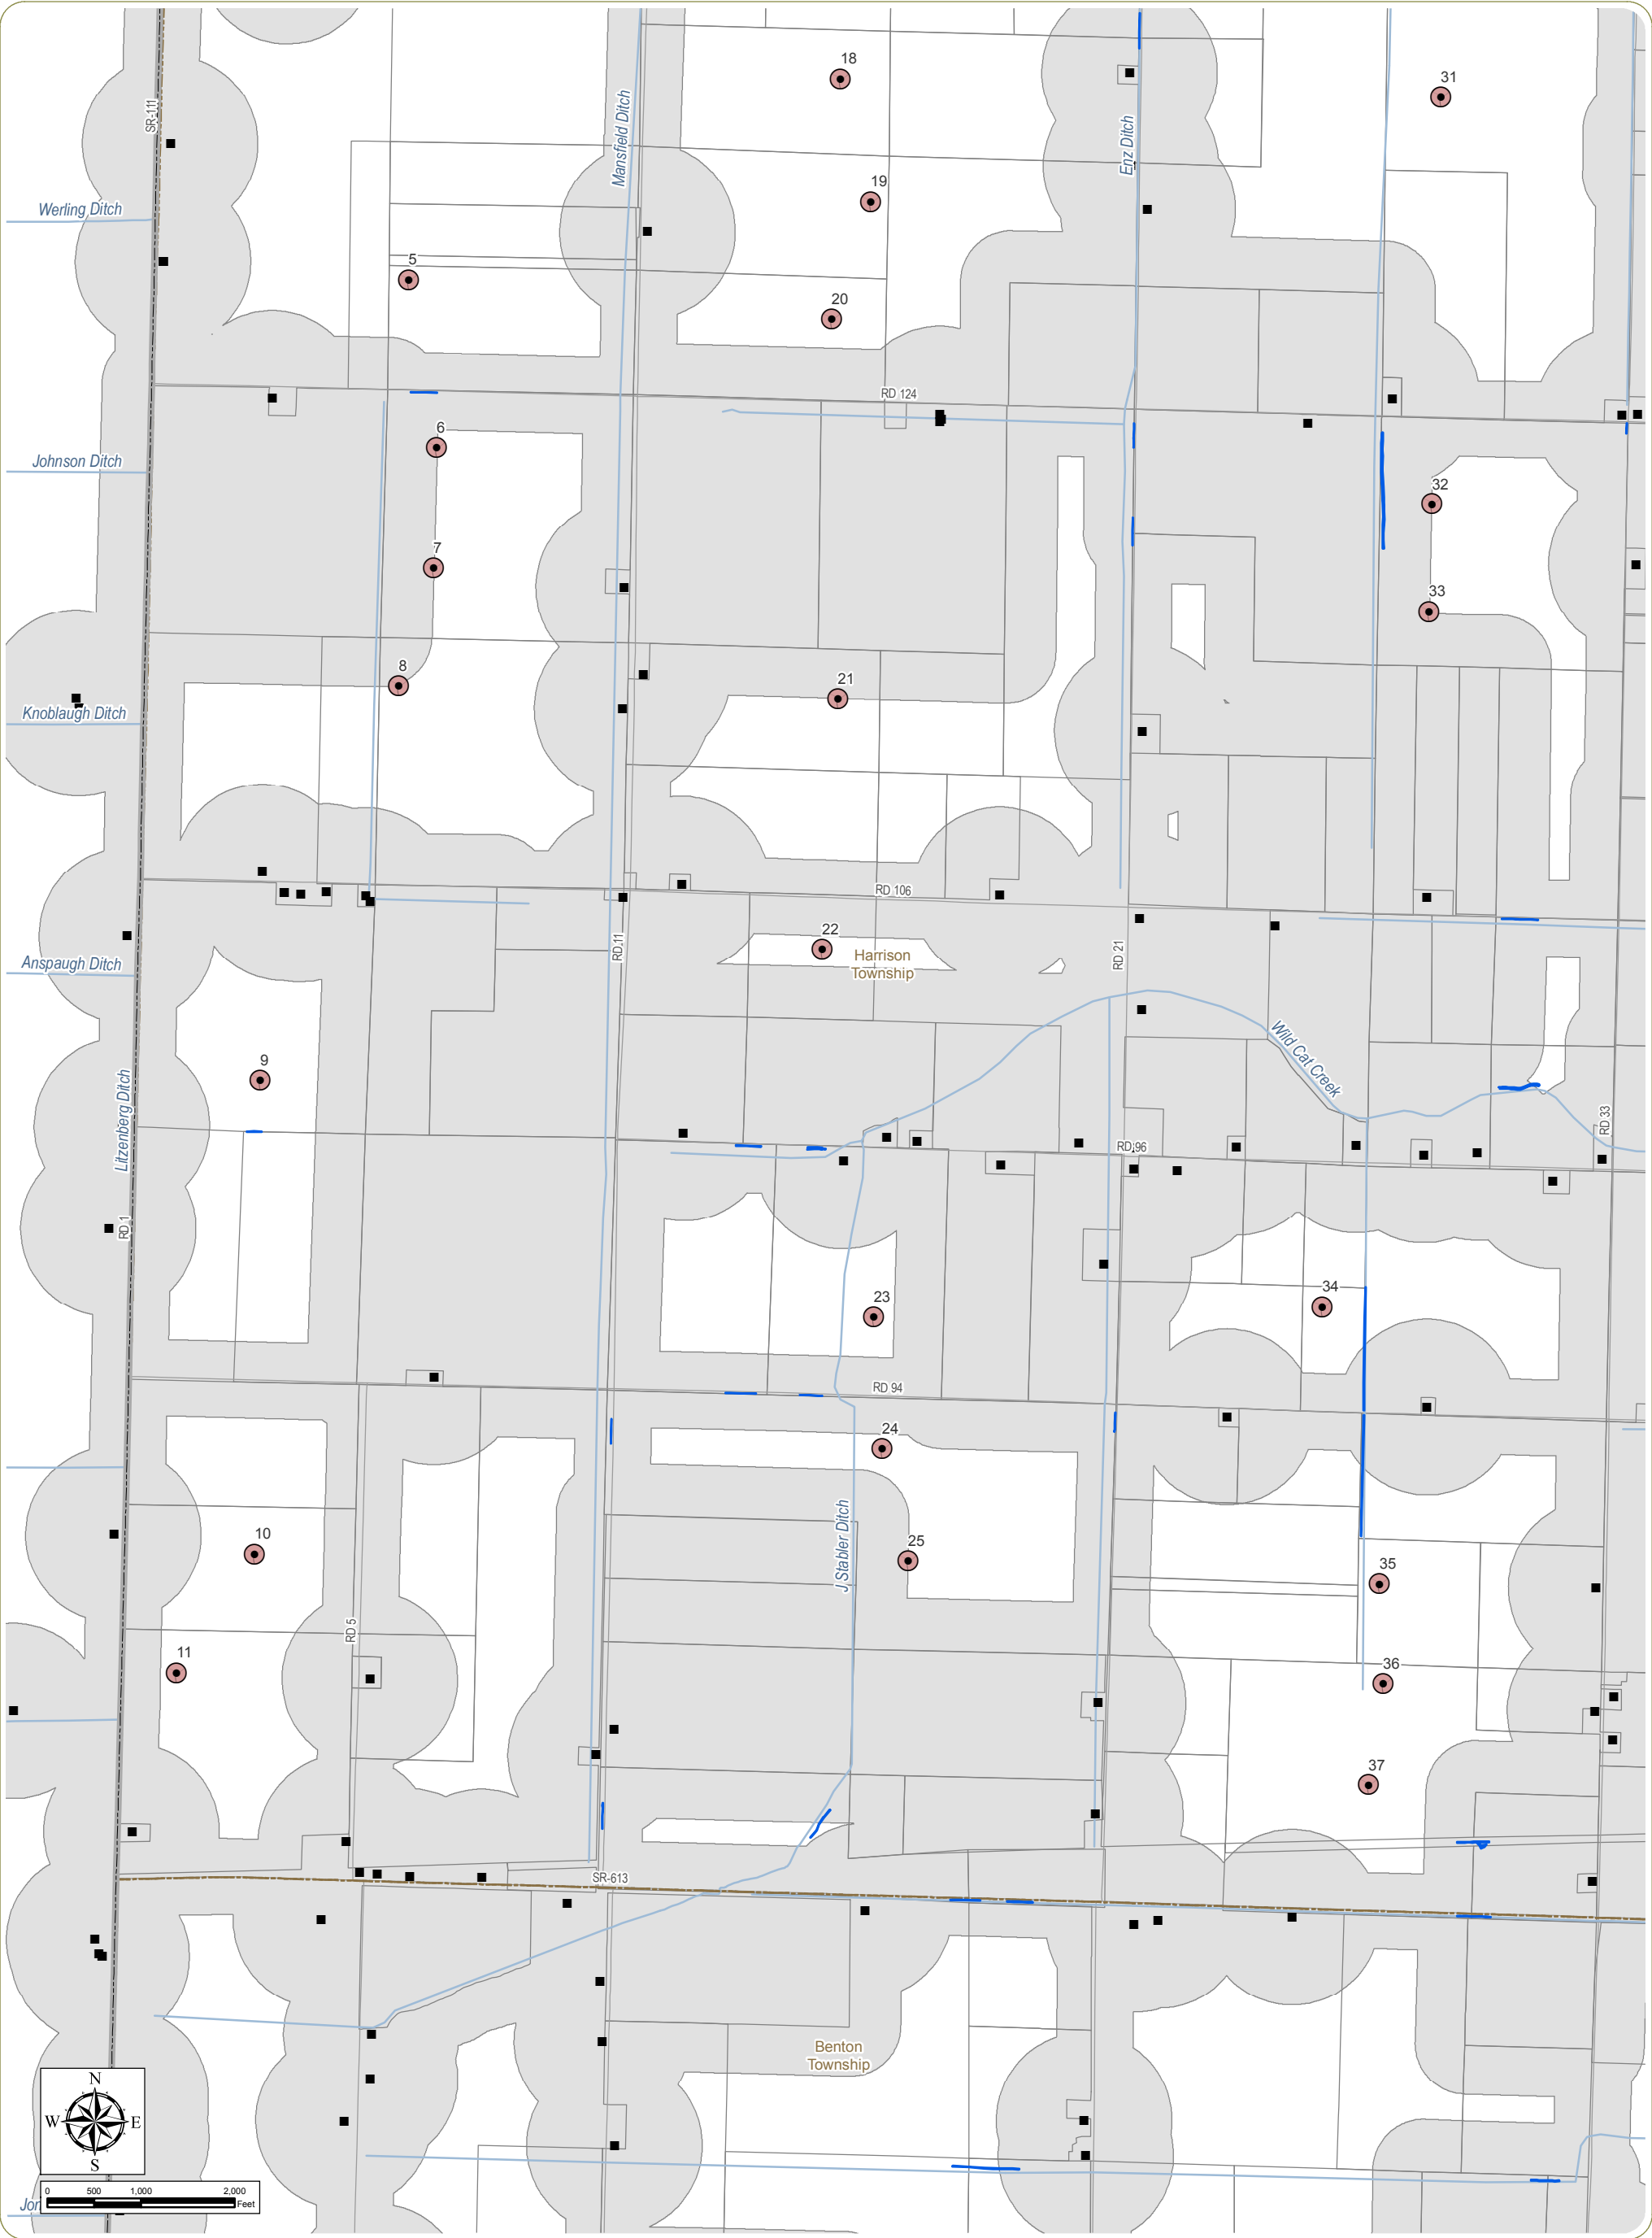 18
31
SR-111
Mansfield Ditch
Enz Ditch
19
Werling Ditch
5
20
RD 124
6
Johnson Ditch
32
7
33
8
21
Knoblaugh Ditch
RD 106
22
RD 11
Harrison
Township
RD 21
Anspaugh Ditch
Wild Cat Creek
9
Litzenberg Ditch
RD 33
RD 96
RD 1
34
23
RD 94
24
10
J Stabler Ditch
25
35
RD 5
11
36
37
SR-613
Benton
Township
N
W E
S
0 500 1,000 2,000
Feet
Jon